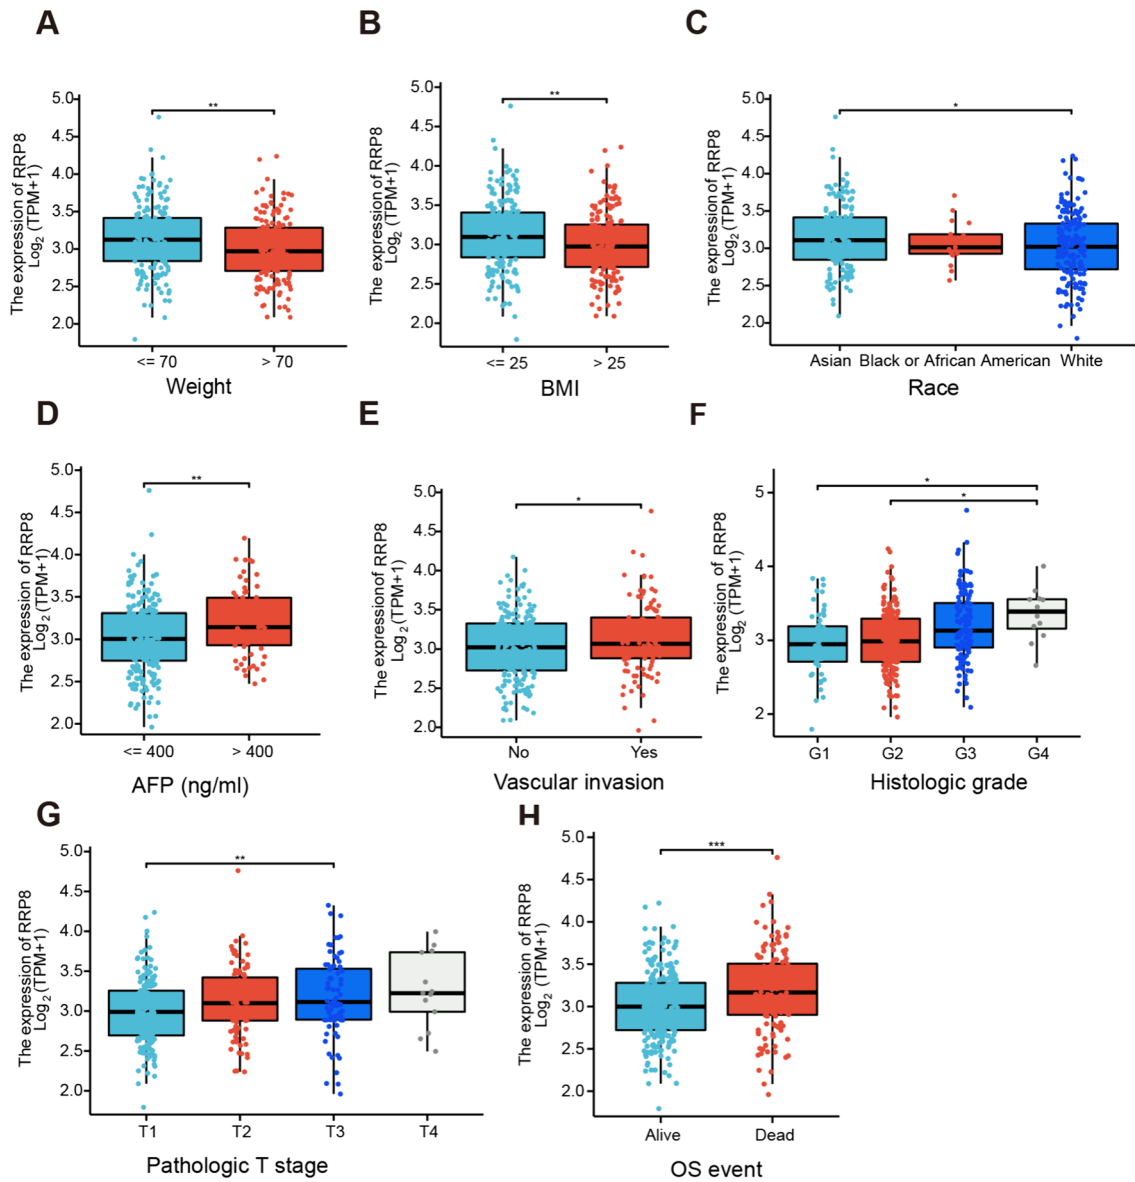 A
The expression of RRP8
Log2 (TPM+1)
5.0
4.5
4.0
3.5
3.0
2.5
2.0
**
<= 70
> 70
Weight
B
The expression of RRP8
Log2 (TPM+1)
5.0
4.5
4.0
3.5
3.0
2.5
2.0
**
<= 25
> 25
BMI
C
The expression of RRP8
Log2 (TPM+1)
5.0
4.5
4.0
3.5
3.0
2.5
2.0
*
Asian Black or African American White
Race
D
The expression of RRP8
Log2 (TPM+1)
5.0
4.5
4.0
3.5
3.0
2.5
2.0
**
<= 400
> 400
AFP (ng/ml)
E
The expression of RRP8
Log2 (TPM+1)
5.0
4.5
4.0
3.5
3.0
2.5
2.0
*
No
Yes
Vascular invasion
F
The expression of RRP8
Log2 (TPM+1)
5
4
3
2
*
*
G1
G2
G3
G4
Histologic grade
G
The expression of RRP8
Log2 (TPM+1)
5.0
4.5
4.0
3.5
3.0
2.5
2.0
**
T1
T2
T3
T4
Pathologic T stage
H
The expression of RRP8
Log2 (TPM+1)
5.0
4.5
4.0
3.5
3.0
2.5
2.0
***
Alive
Dead
OS event